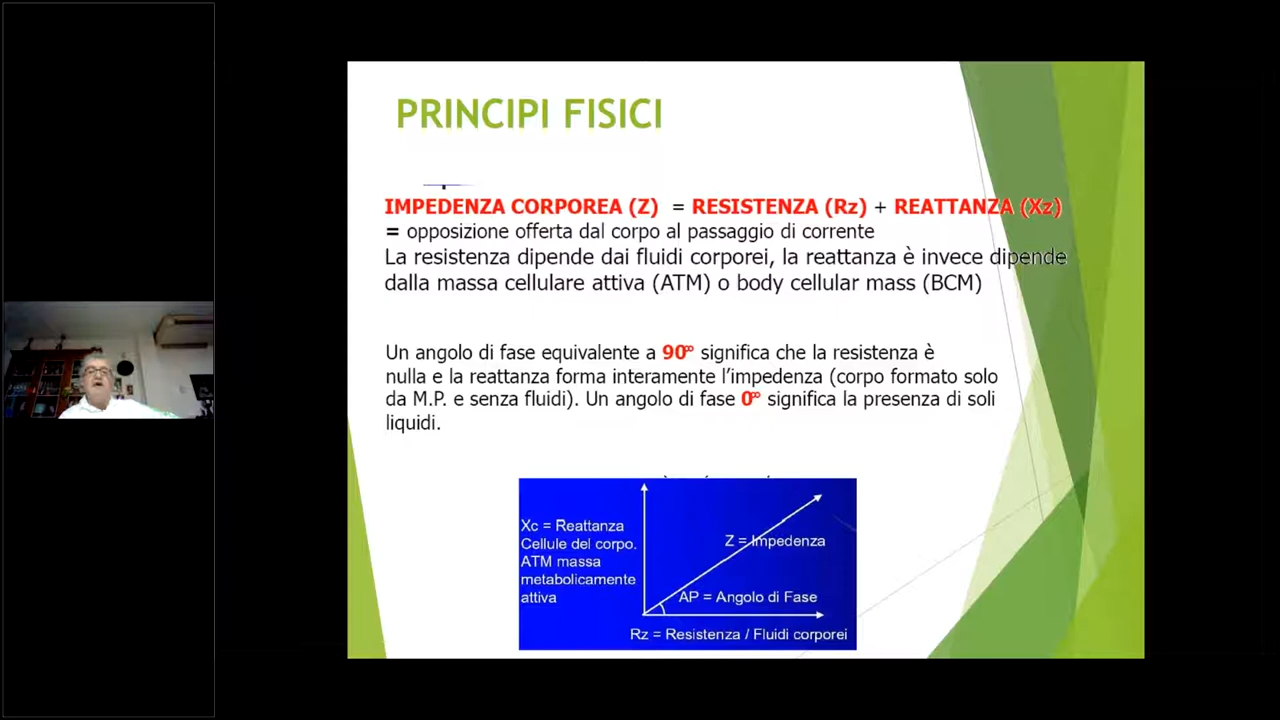 PRINCIPI FISICI
IMPEDENZA CORPOREA (Z) = RESISTENZA (Rz) + REATTANZA (Xz)
= opposizione offerta dal corpo al passaggio di corrente
La resistenza dipende dai fluidi corporei, la reattanza è invece dipende
dalla massa cellulare attiva (ATM) o body cellular mass (BCM)
Un angolo di fase equivalente a 90° significa che la resistenza è
nulla e la reattanza forma interamente l'impedenza (corpo formato solo
da M.P. e senza fluidi). Un angolo di fase 0° significa la presenza di soli
liquidi.
Xc = Reattanza
Cellule del corpo.
ATM massa
metabolicamente
attiva
Z = Impedenza
AP = Angolo di Fase
Rz = Resistenza / Fluidi corporei